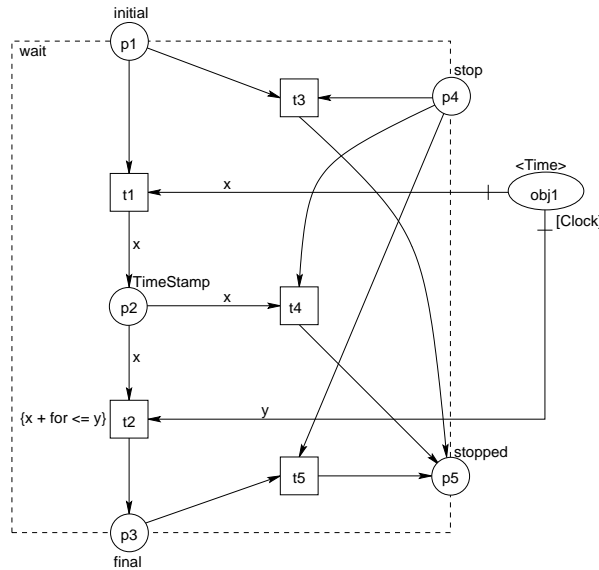 initial
wait
p1
stop
t3
p4
<Time>
t1
x
obj1
[Clock]
x
TimeStamp
p2
x
t4
x
{x + for <= y}
t2
y
stopped
t5
p5
p3
final